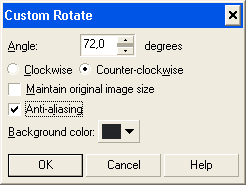 Custom Rotate
Angle: 72,0 degrees
Clockwise Counter-clockwise
Maintain original image size
Anti-aliasing
Background color:
OK Cancel Help